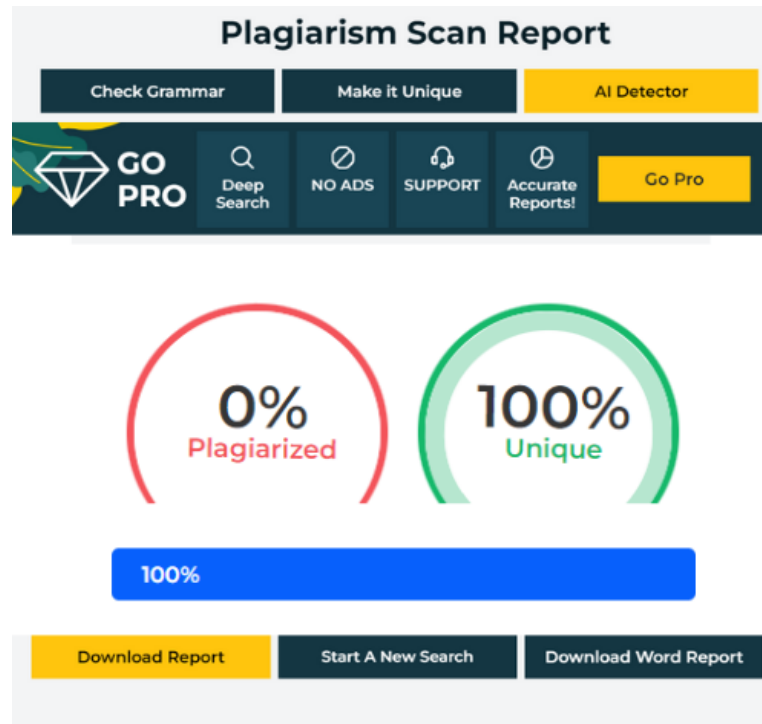 Plagiarism Scan Report
Check Grammar
Make it Unique
AI Detector
GO
PRO
Deep
Search
NO ADS
SUPPORT
Accurate
Reports!
Go Pro
0%
Plagiarized
100%
Unique
100%
Download Report
Start A New Search
Download Word Report